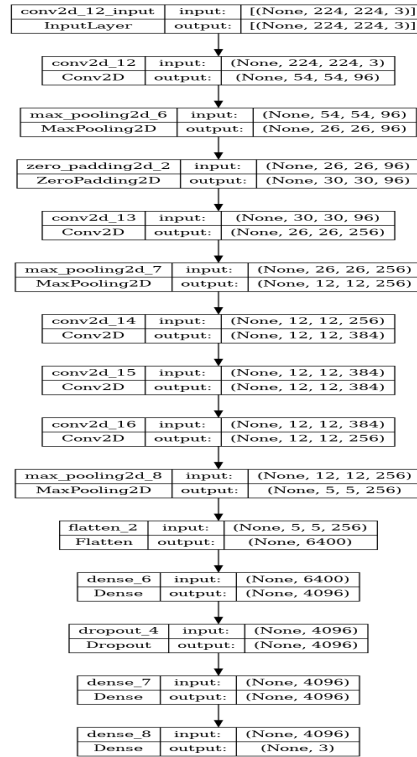 conv2d_12_input input: [(None, 224, 224, 3)]
InputLayer output: [(None, 224, 224, 3)]
conv2d_12 input: (None, 224, 224, 3)
Conv2D output: (None, 54, 54, 96)
max_pooling2d_6 input: (None, 54, 54, 96)
MaxPooling2D output: (None, 26, 26, 96)
zero_padding2d_2 input: (None, 26, 26, 96)
ZeroPadding2D output: (None, 30, 30, 96)
conv2d_13 input: (None, 30, 30, 96)
Conv2D output: (None, 26, 26, 256)
max_pooling2d_7 input: (None, 26, 26, 256)
MaxPooling2D output: (None, 12, 12, 256)
conv2d_14 input: (None, 12, 12, 256)
Conv2D output: (None, 12, 12, 384)
conv2d_15 input: (None, 12, 12, 384)
Conv2D output: (None, 12, 12, 384)
conv2d_16 input: (None, 12, 12, 384)
Conv2D output: (None, 12, 12, 256)
max_pooling2d_8 input: (None, 12, 12, 256)
MaxPooling2D output: (None, 5, 5, 256)
flatten_2 input: (None, 5, 5, 256)
Flatten output: (None, 6400)
dense_6 input: (None, 6400)
Dense output: (None, 4096)
dropout_4 input: (None, 4096)
Dropout output: (None, 4096)
dense_7 input: (None, 4096)
Dense output: (None, 4096)
dense_8 input: (None, 4096)
Dense output: (None, 3)